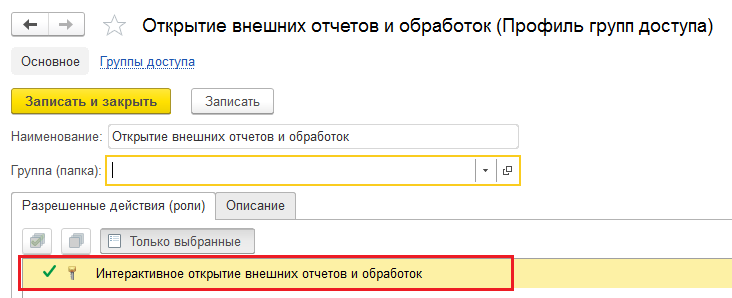 Открытие внешних отчетов и обработок (Профиль групп доступа)
Основное Группы доступа
Записать и закрыть Записать
Наименование: Открытие внешних отчетов и обработок
Группа (папка):
Разрешенные действия (роли) Описание
Только выбранные
Интерактивное открытие внешних отчетов и обработок